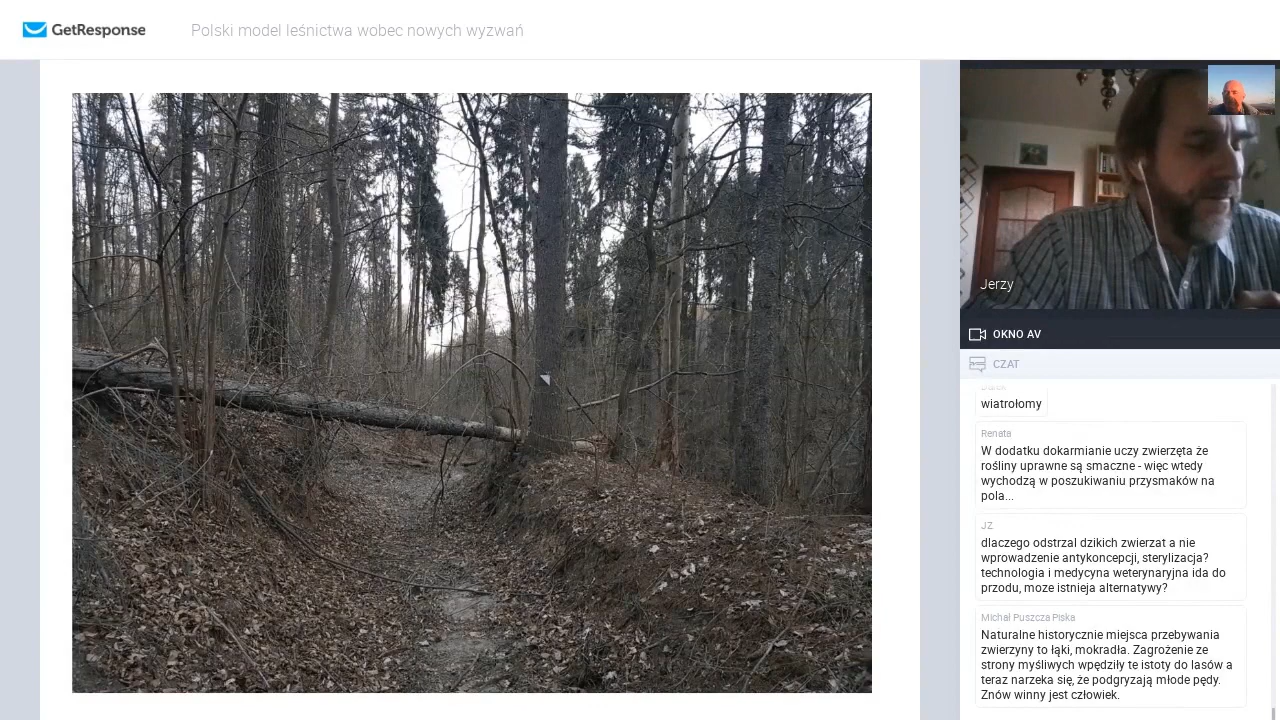 GetResponse
Polski model leśnictwa wobec nowych wyzwań
Jerzy
OKNO AV
CZAT
wiatrołomy
Renata
W dodatku dokarmianie uczy zwierzęta że
rośliny uprawne są smaczne - więc wtedy
wychodzą w poszukiwaniu przysmaków na
pola...
JZ
dlaczego odstrzal dzikich zwierzat a nie
wprowadzenie antykoncepcji, sterylizacja?
technologia i medycyna weterynaryjna ida do
przodu, moze istnieja alternatywy?
Michał Puszcza Piska
Naturalne historycznie miejsca przebywania
zwierzyny to łąki, mokradła. Zagrożenie ze
strony myśliwych wpędziły te istoty do lasów a
teraz narzeka się, że podgryzają młode pędy.
Znów winny jest człowiek.